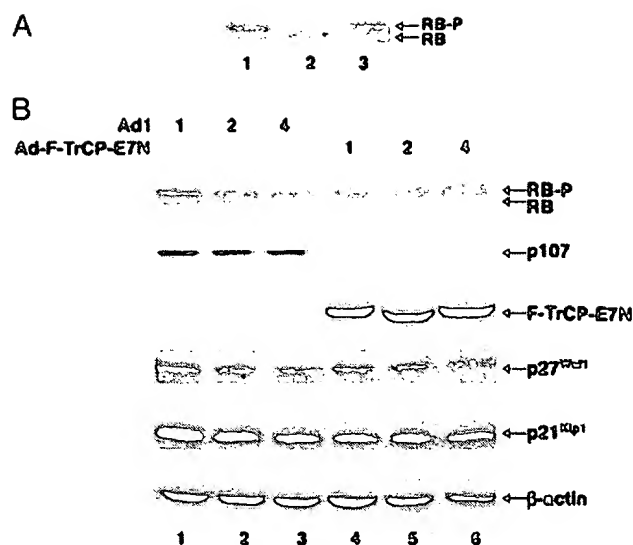 A
RB-P
RB
1 2 3
B
Ad1 1 2 4
Ad-F-TrCP-E7N 1 2 4
RB-P
RB
p107
F-TrCP-E7N
p27
p21
β-actin
1 2 3 4 5 6